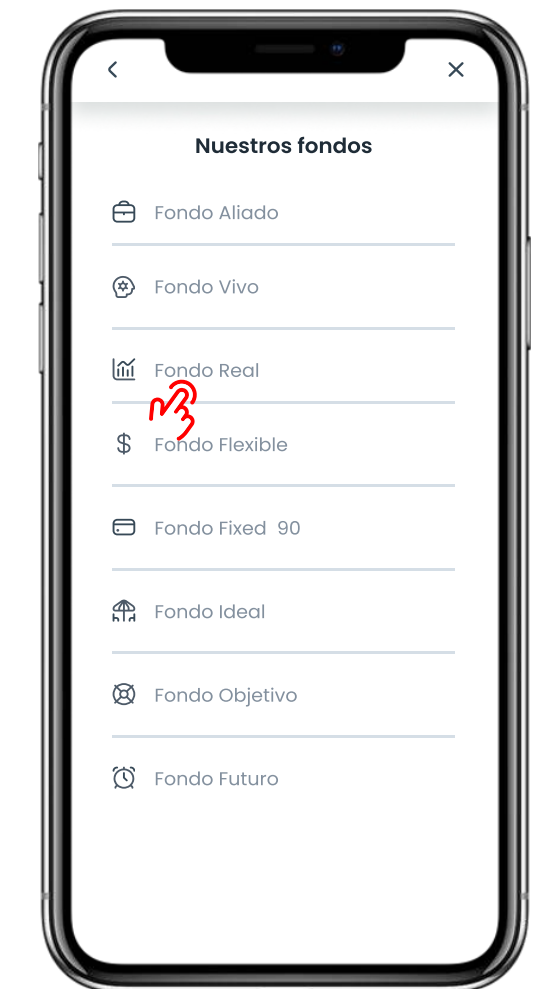 Nuestros fondos
Fondo Aliado
Fondo Vivo
Fondo Real
Fondo Flexible
Fondo Fixed 90
Fondo Ideal
Fondo Objetivo
Fondo Futuro